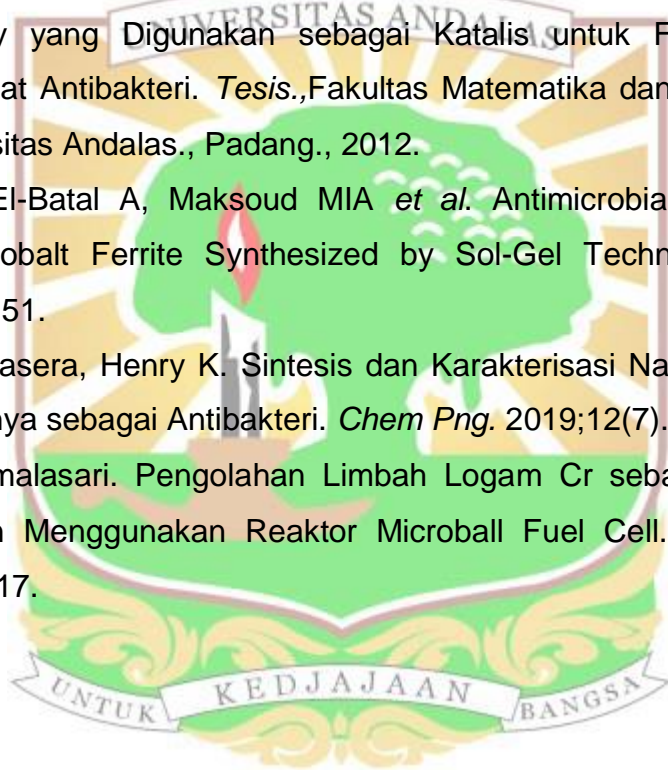 UNIVERSITAS ANDALAS
y yang Digunakan sebagai Katalis untuk F
at Antibakteri. Tesis.,Fakultas Matematika dan
sitas Andalas., Padang., 2012.
El-Batal A, Maksoud MIA et al. Antimicrobia
obalt Ferrite Synthesized by Sol-Gel Techn
51.
asera, Henry K. Sintesis dan Karakterisasi Na
nya sebagai Antibakteri. Chem Png. 2019;12(7).
malasari. Pengolahan Limbah Logam Cr seba
n Menggunakan Reaktor Microball Fuel Cell.
17.
UNTUK KEDJAJAAN BANGSA